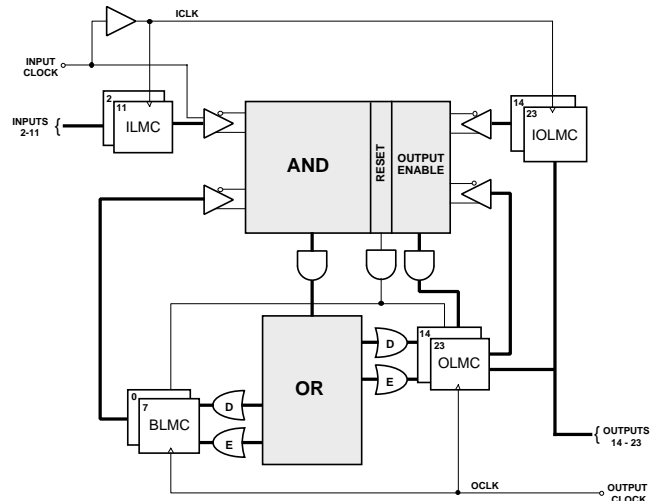 ICLK
INPUT
CLOCK
2
11
ILMC
INPUTS
2-11
AND
RESET
OUTPUT
ENABLE
14
23
IOLMC
OR
D
E
14
23
OLMC
0
7
BLMC
D
E
OUTPUTS
14 - 23
OCLK
OUTPUT
CLOCK